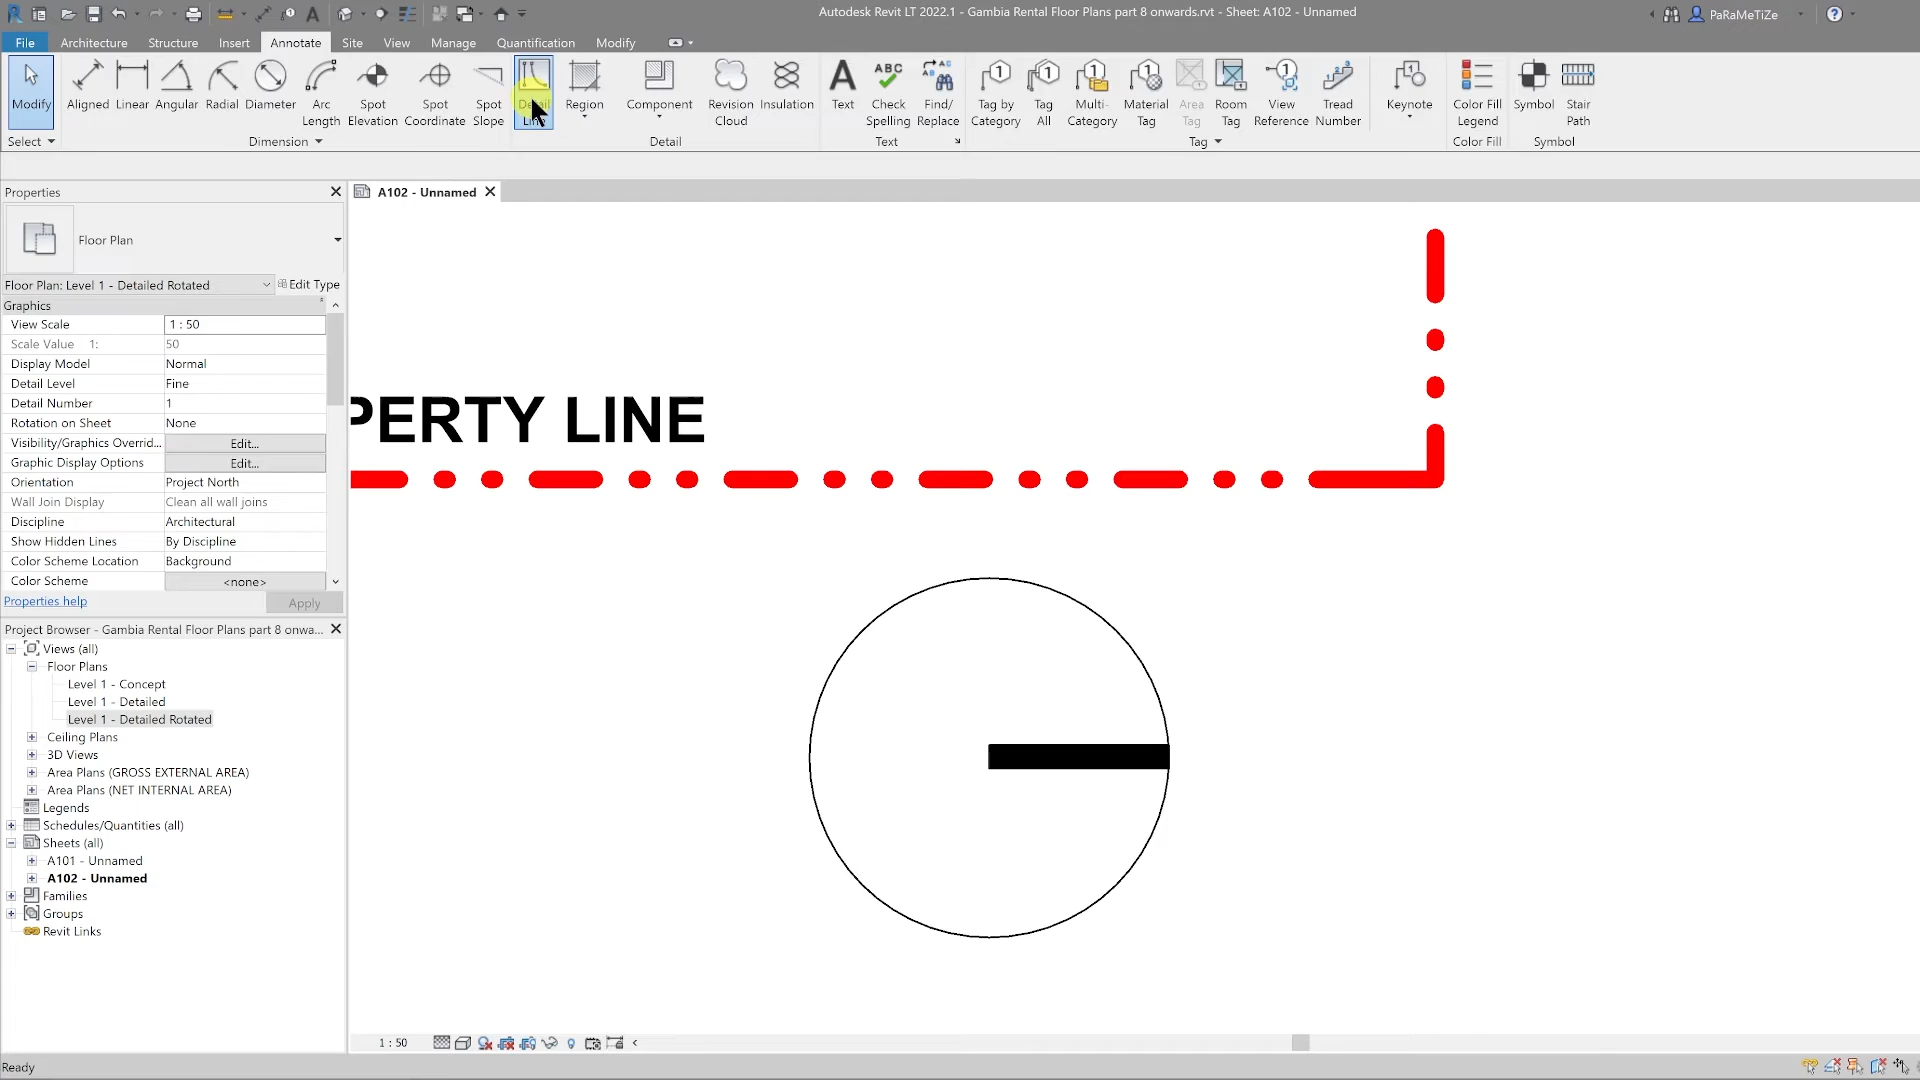 Autodesk Revit LT 2022.1 - Gambia Rental Floor Plans part 8 onwards.rvt - Sheet: A102 - Unnamed
PaRaMeTiZe
File Architecture Structure Insert Annotate Site View Manage Quantification Modify
Modify
Aligned
Linear
Angular
Radial
Diameter
Arc Length
Spot Elevation
Spot Coordinate
Spot Slope
Detail Line
Region
Component
Revision Cloud
Insulation
Text
ABC
Check Spelling
Find/ Replace
Tag by Category
Tag All
Multi- Category
Material Tag
Area Tag
Room Tag
View Reference
Tread Number
Keynote
Color Fill Legend
Symbol
Stair Path
Select Dimension Detail Text Tag Color Fill Symbol
Properties
Floor Plan
Floor Plan: Level 1 - Detailed Rotated Edit Type
Graphics
View Scale 1 : 50
Scale Value 1: 50
Display Model Normal
Detail Level Fine
Detail Number 1
Rotation on Sheet None
Visibility/Graphics Overrid... Edit...
Graphic Display Options Edit...
Orientation Project North
Wall Join Display Clean all wall joins
Discipline Architectural
Show Hidden Lines By Discipline
Color Scheme Location Background
Color Scheme <none>
Properties help Apply
Project Browser - Gambia Rental Floor Plans part 8 onwa...
Views (all)
Floor Plans
Level 1 - Concept
Level 1 - Detailed
Level 1 - Detailed Rotated
Ceiling Plans
3D Views
Area Plans (GROSS EXTERNAL AREA)
Area Plans (NET INTERNAL AREA)
Legends
Schedules/Quantities (all)
Sheets (all)
A101 - Unnamed
A102 - Unnamed
Families
Groups
Revit Links
A102 - Unnamed
PERTY LINE
1 : 50
Ready